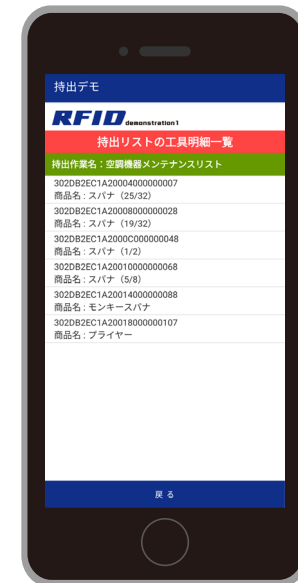 持出デモ
RFID demonstration1
持出リストの工具明細一覧
持出作業名：空調機器メンテナンスリスト
302DB2EC1A20004000000007
商品名 : スパナ（25/32）
302DB2EC1A20008000000028
商品名 : スパナ（19/32）
302DB2EC1A2000C000000048
商品名 : スパナ（1/2）
302DB2EC1A20010000000068
商品名 : スパナ（5/8）
302DB2EC1A20014000000088
商品名 : モンキースパナ
302DB2EC1A20018000000107
商品名 : プライヤー
戻る